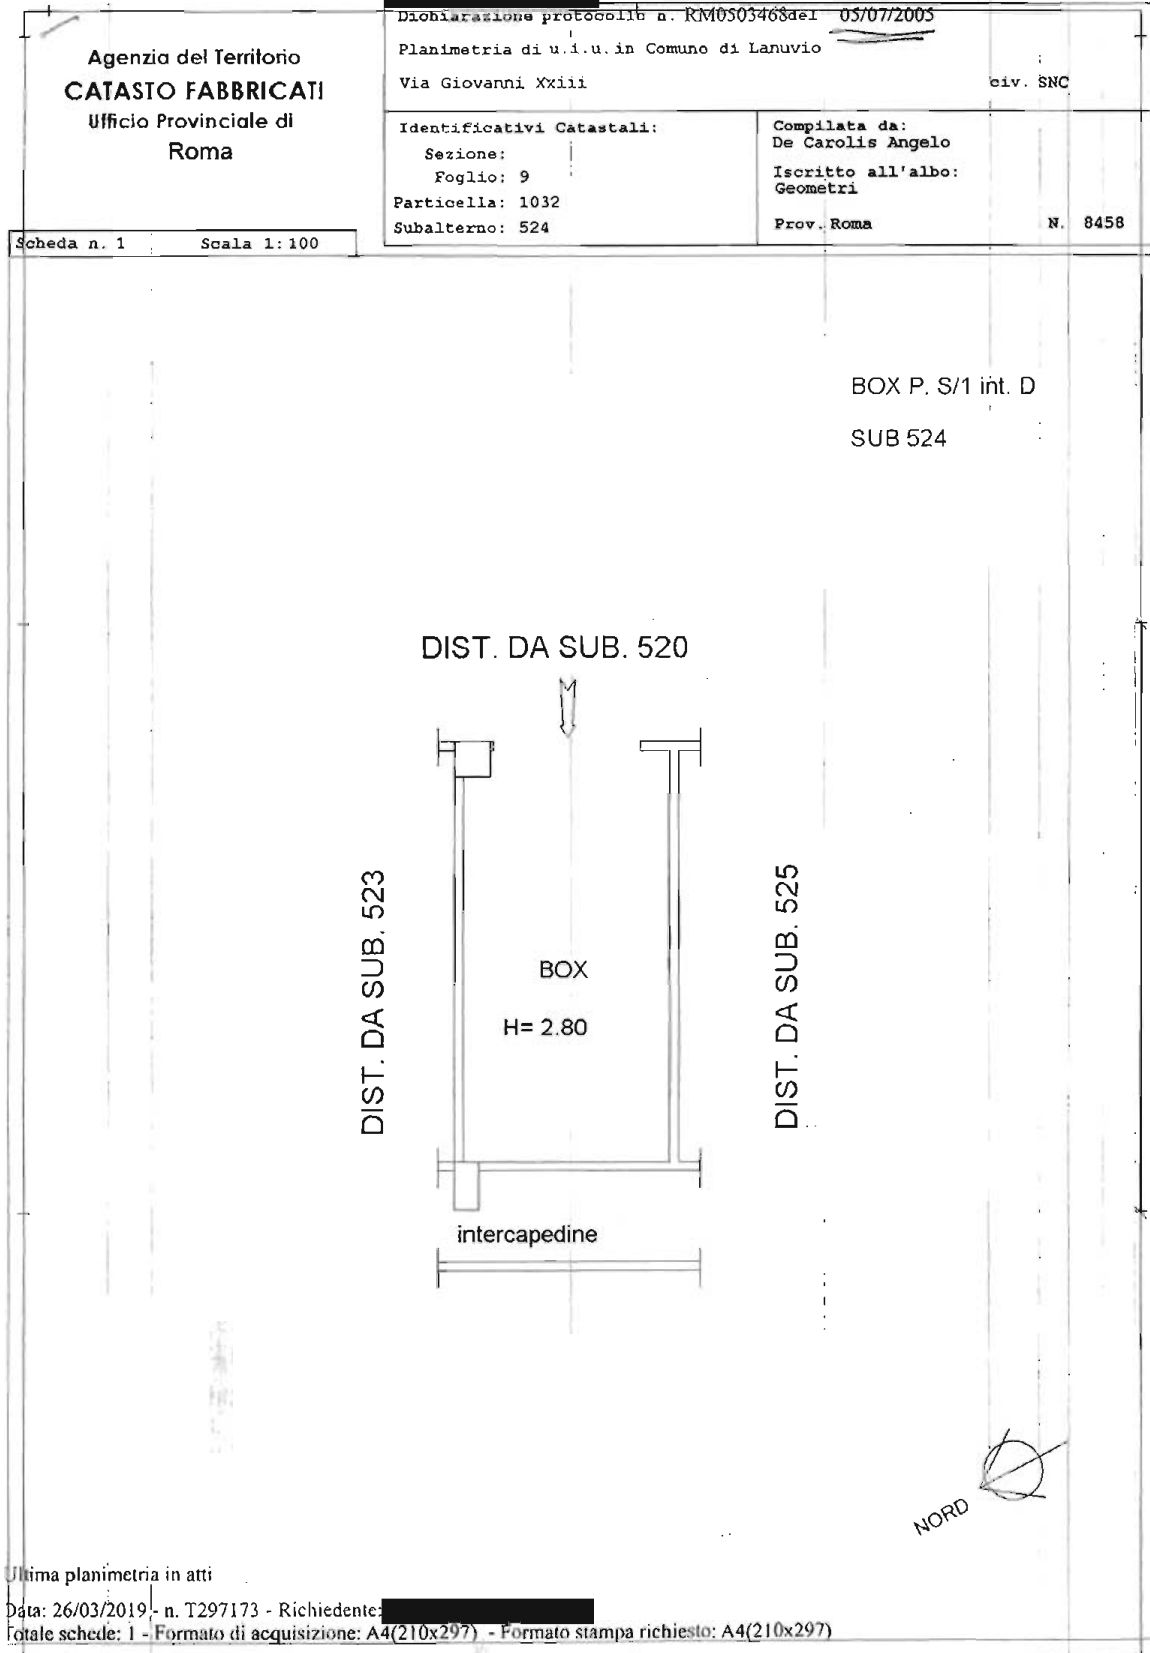 Agenzia del Territorio
CATASTO FABBRICATI
Ufficio Provinciale di
Roma
Scheda n. 1 Scala 1:100
Dichiarazione protocollo n. RM0503468del 05/07/2005
Planimetria di u.i.u. in Comune di Lanuvio
Via Giovanni Xxiii civ. SNC
Identificativi Catastali:
Sezione:
Foglio: 9
Particella: 1032
Subalterno: 524
Compilata da:
De Carolis Angelo
Iscritto all'albo:
Geometri
Prov. Roma N. 8458
BOX P. S/1 int. D
SUB 524
DIST. DA SUB. 520
DIST. DA SUB. 523
DIST. DA SUB. 525
BOX
H= 2.80
intercapedine
NORD
Ultima planimetria in atti
Data: 26/03/2019 - n. T297173 - Richiedente:
Totale schede: 1 - Formato di acquisizione: A4(210x297) - Formato stampa richiesto: A4(210x297)